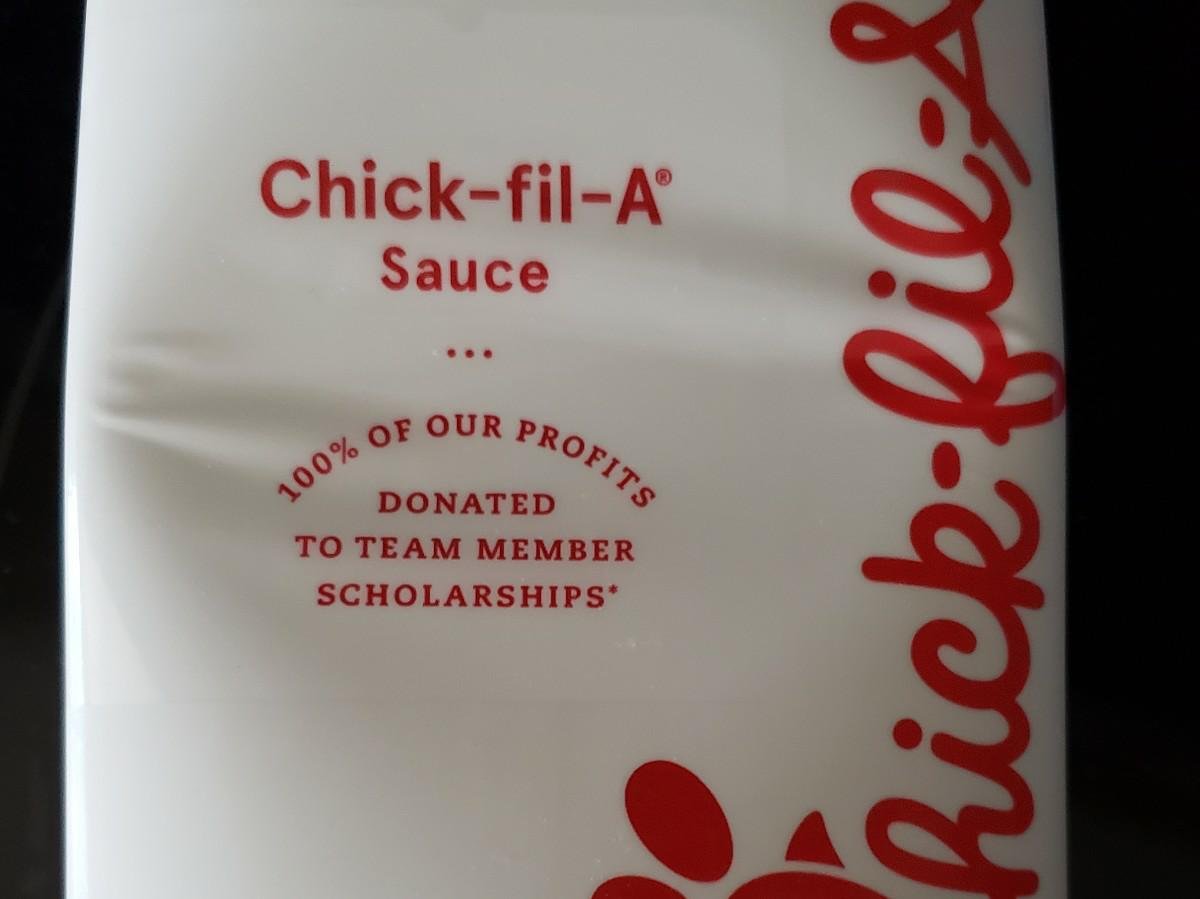 Chick-fil-A®
Sauce
...
100% OF OUR PROFITS
DONATED
TO TEAM MEMBER
SCHOLARSHIPS*
Chick-fil-A